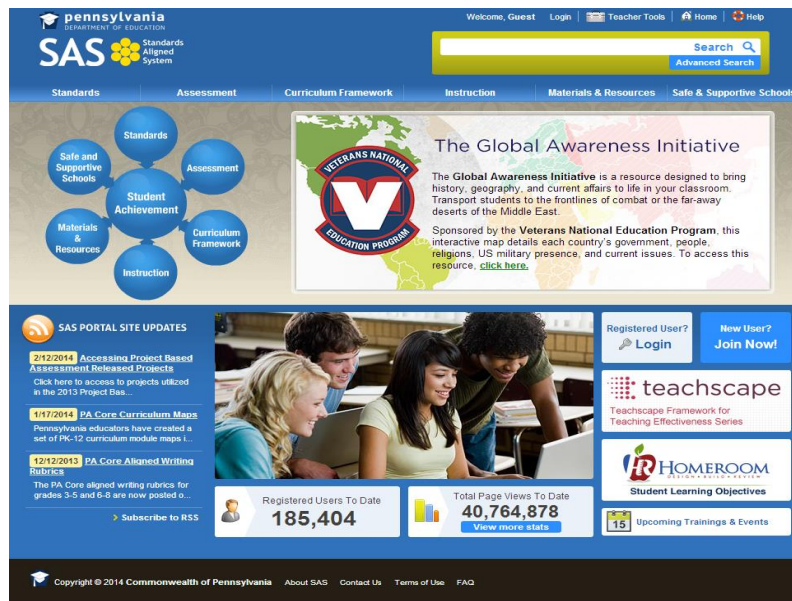 pennsylvania
DEPARTMENT OF EDUCATION
SAS Standards Aligned System
Welcome, Guest Login Teacher Tools Home Help
Search
Advanced Search
Standards Assessment Curriculum Framework Instruction Materials & Resources Safe & Supportive Schools
Standards
Safe and
Supportive
Schools
Assessment
Student
Achievement
Materials
&
Resources
Curriculum
Framework
Instruction
VETERANS NATIONAL
V
EDUCATION PROGRAM
The Global Awareness Initiative
The Global Awareness Initiative is a resource designed to bring
history, geography, and current affairs to life in your classroom.
Transport students to the frontlines of combat or the far-away
deserts of the Middle East.
Sponsored by the Veterans National Education Program, this
interactive map details each country's government, people,
religions, US military presence, and current issues. To access this
resource, click here.
SAS PORTAL SITE UPDATES
2/12/2014 Accessing Project Based
Assessment Released Projects
Click here to access to projects utilized
in the 2013 Project Bas...
1/17/2014 PA Core Curriculum Maps
Pennsylvania educators have created a
set of PK-12 curriculum module maps i...
12/12/2013 PA Core Aligned Writing
Rubrics
The PA Core aligned writing rubrics for
grades 3-5 and 6-8 are now posted o...
> Subscribe to RSS
Registered Users To Date
185,404
Total Page Views To Date
40,764,878
View more stats
Registered User?
Login
New User?
Join Now!
teachscape
Teachscape Framework for
Teaching Effectiveness Series
HR HOMEROOM
DESIGN • BUILD • REVIEW
Student Learning Objectives
15 Upcoming Trainings & Events
Copyright © 2014 Commonwealth of Pennsylvania About SAS Contact Us Terms of Use FAQ